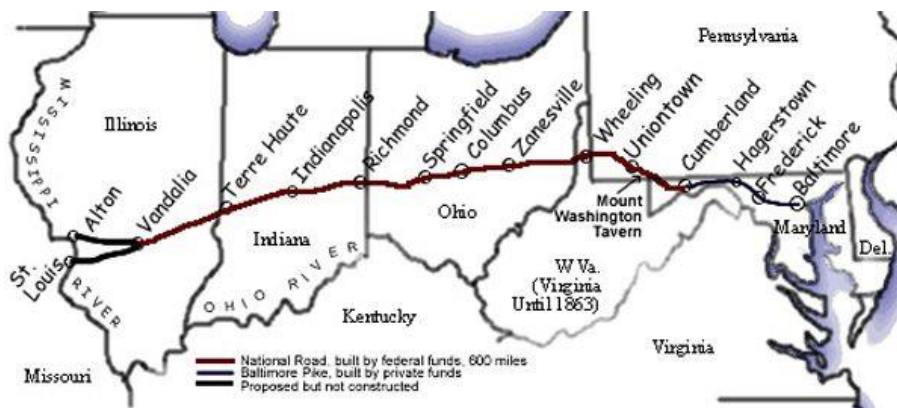 Pennsylvania
MISSISSIPPI
Illinois
Alton
Vandalia
Terre Haute
Indianapolis
Richmond
Springfield
Columbus
Zanesville
Wheeling
Uniontown
Cumberland
Hagerstown
Frederick
Baltimore
Mount
Washington
Tavern
Ohio
Maryland
Del.
Indiana
St.
Louis
RIVER
OHIO RIVER
W Va.
(Virginia
Until 1863)
Kentucky
Virginia
Missouri
National Road, built by federal funds, 600 miles
Baltimore Pike, built by private funds
Proposed but not constructed